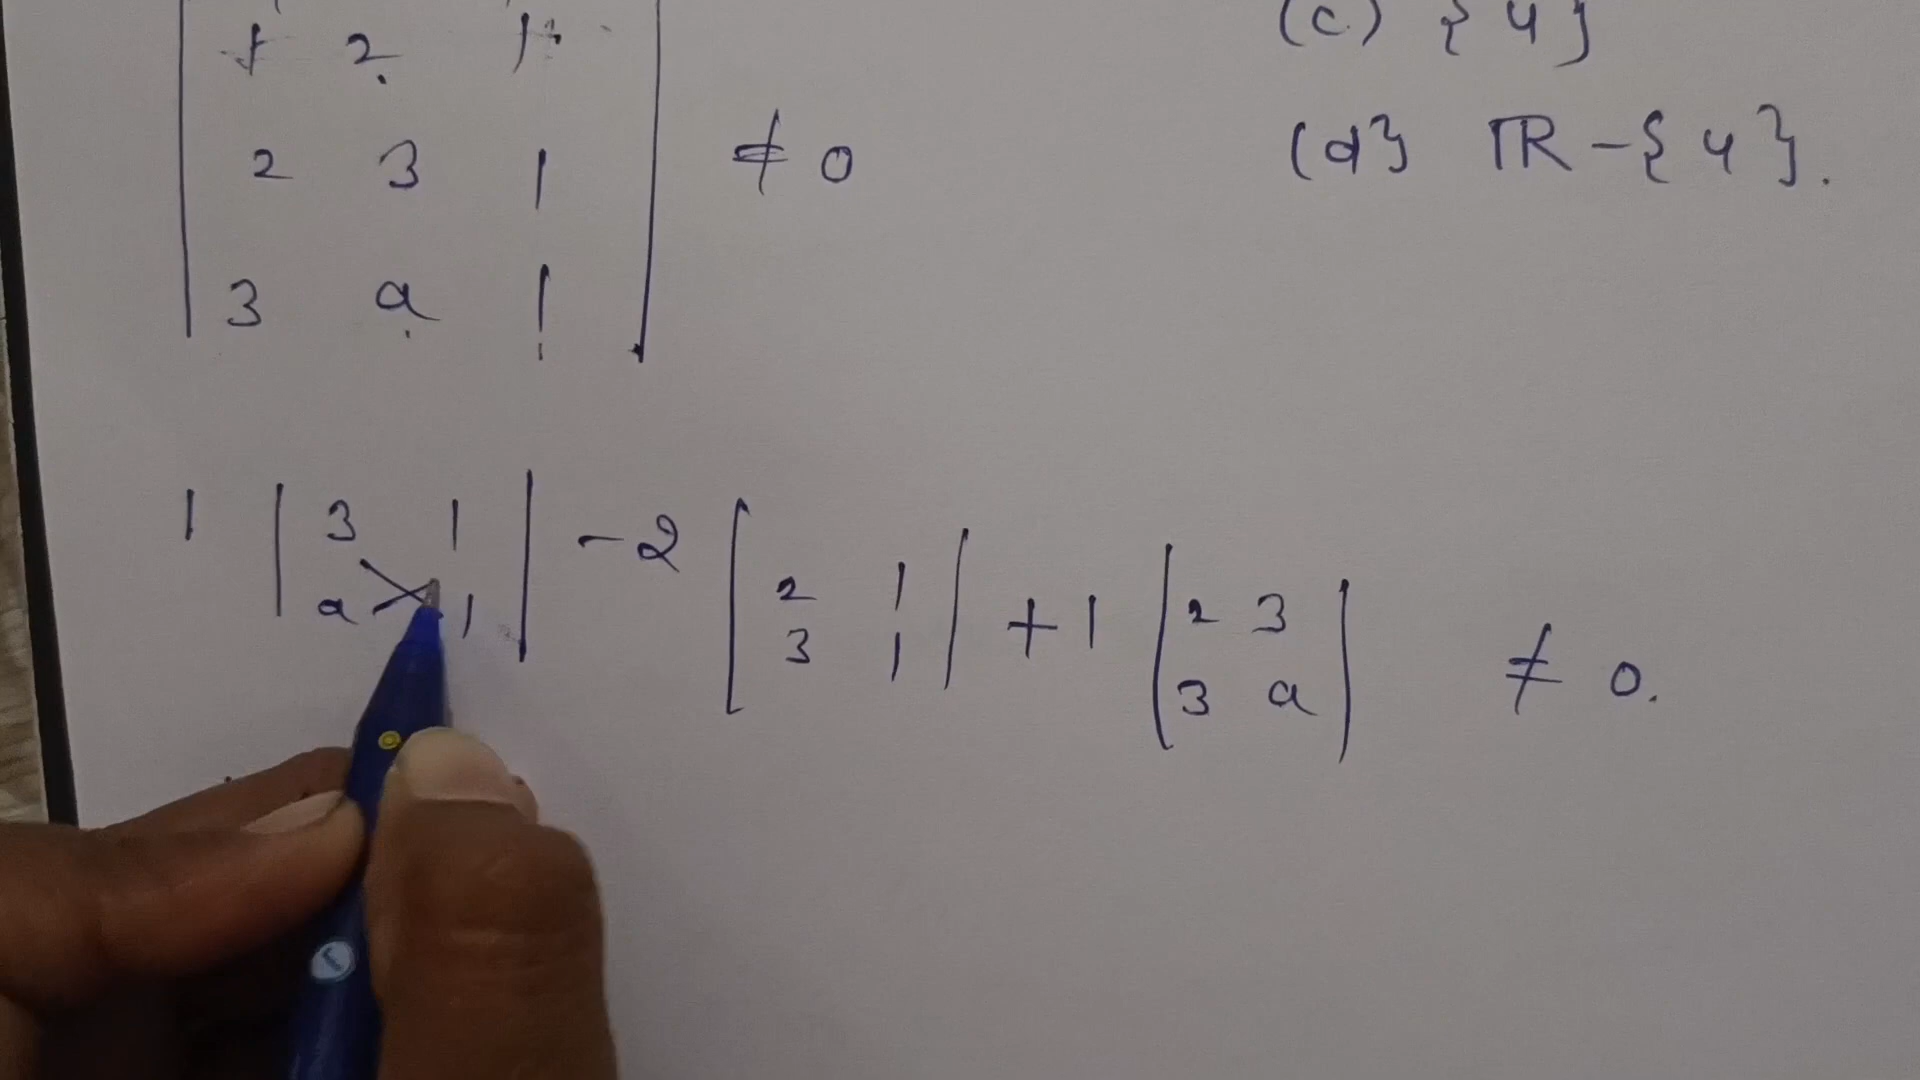 1 2 1
(c) {4}
2 3 1 ≠ 0
(d} IR - {4}.
3 a 1
1 | 3 1 | - 2 | 2 1 | + 1 | 2 3 | ≠ 0.
a 1 3 1 3 a